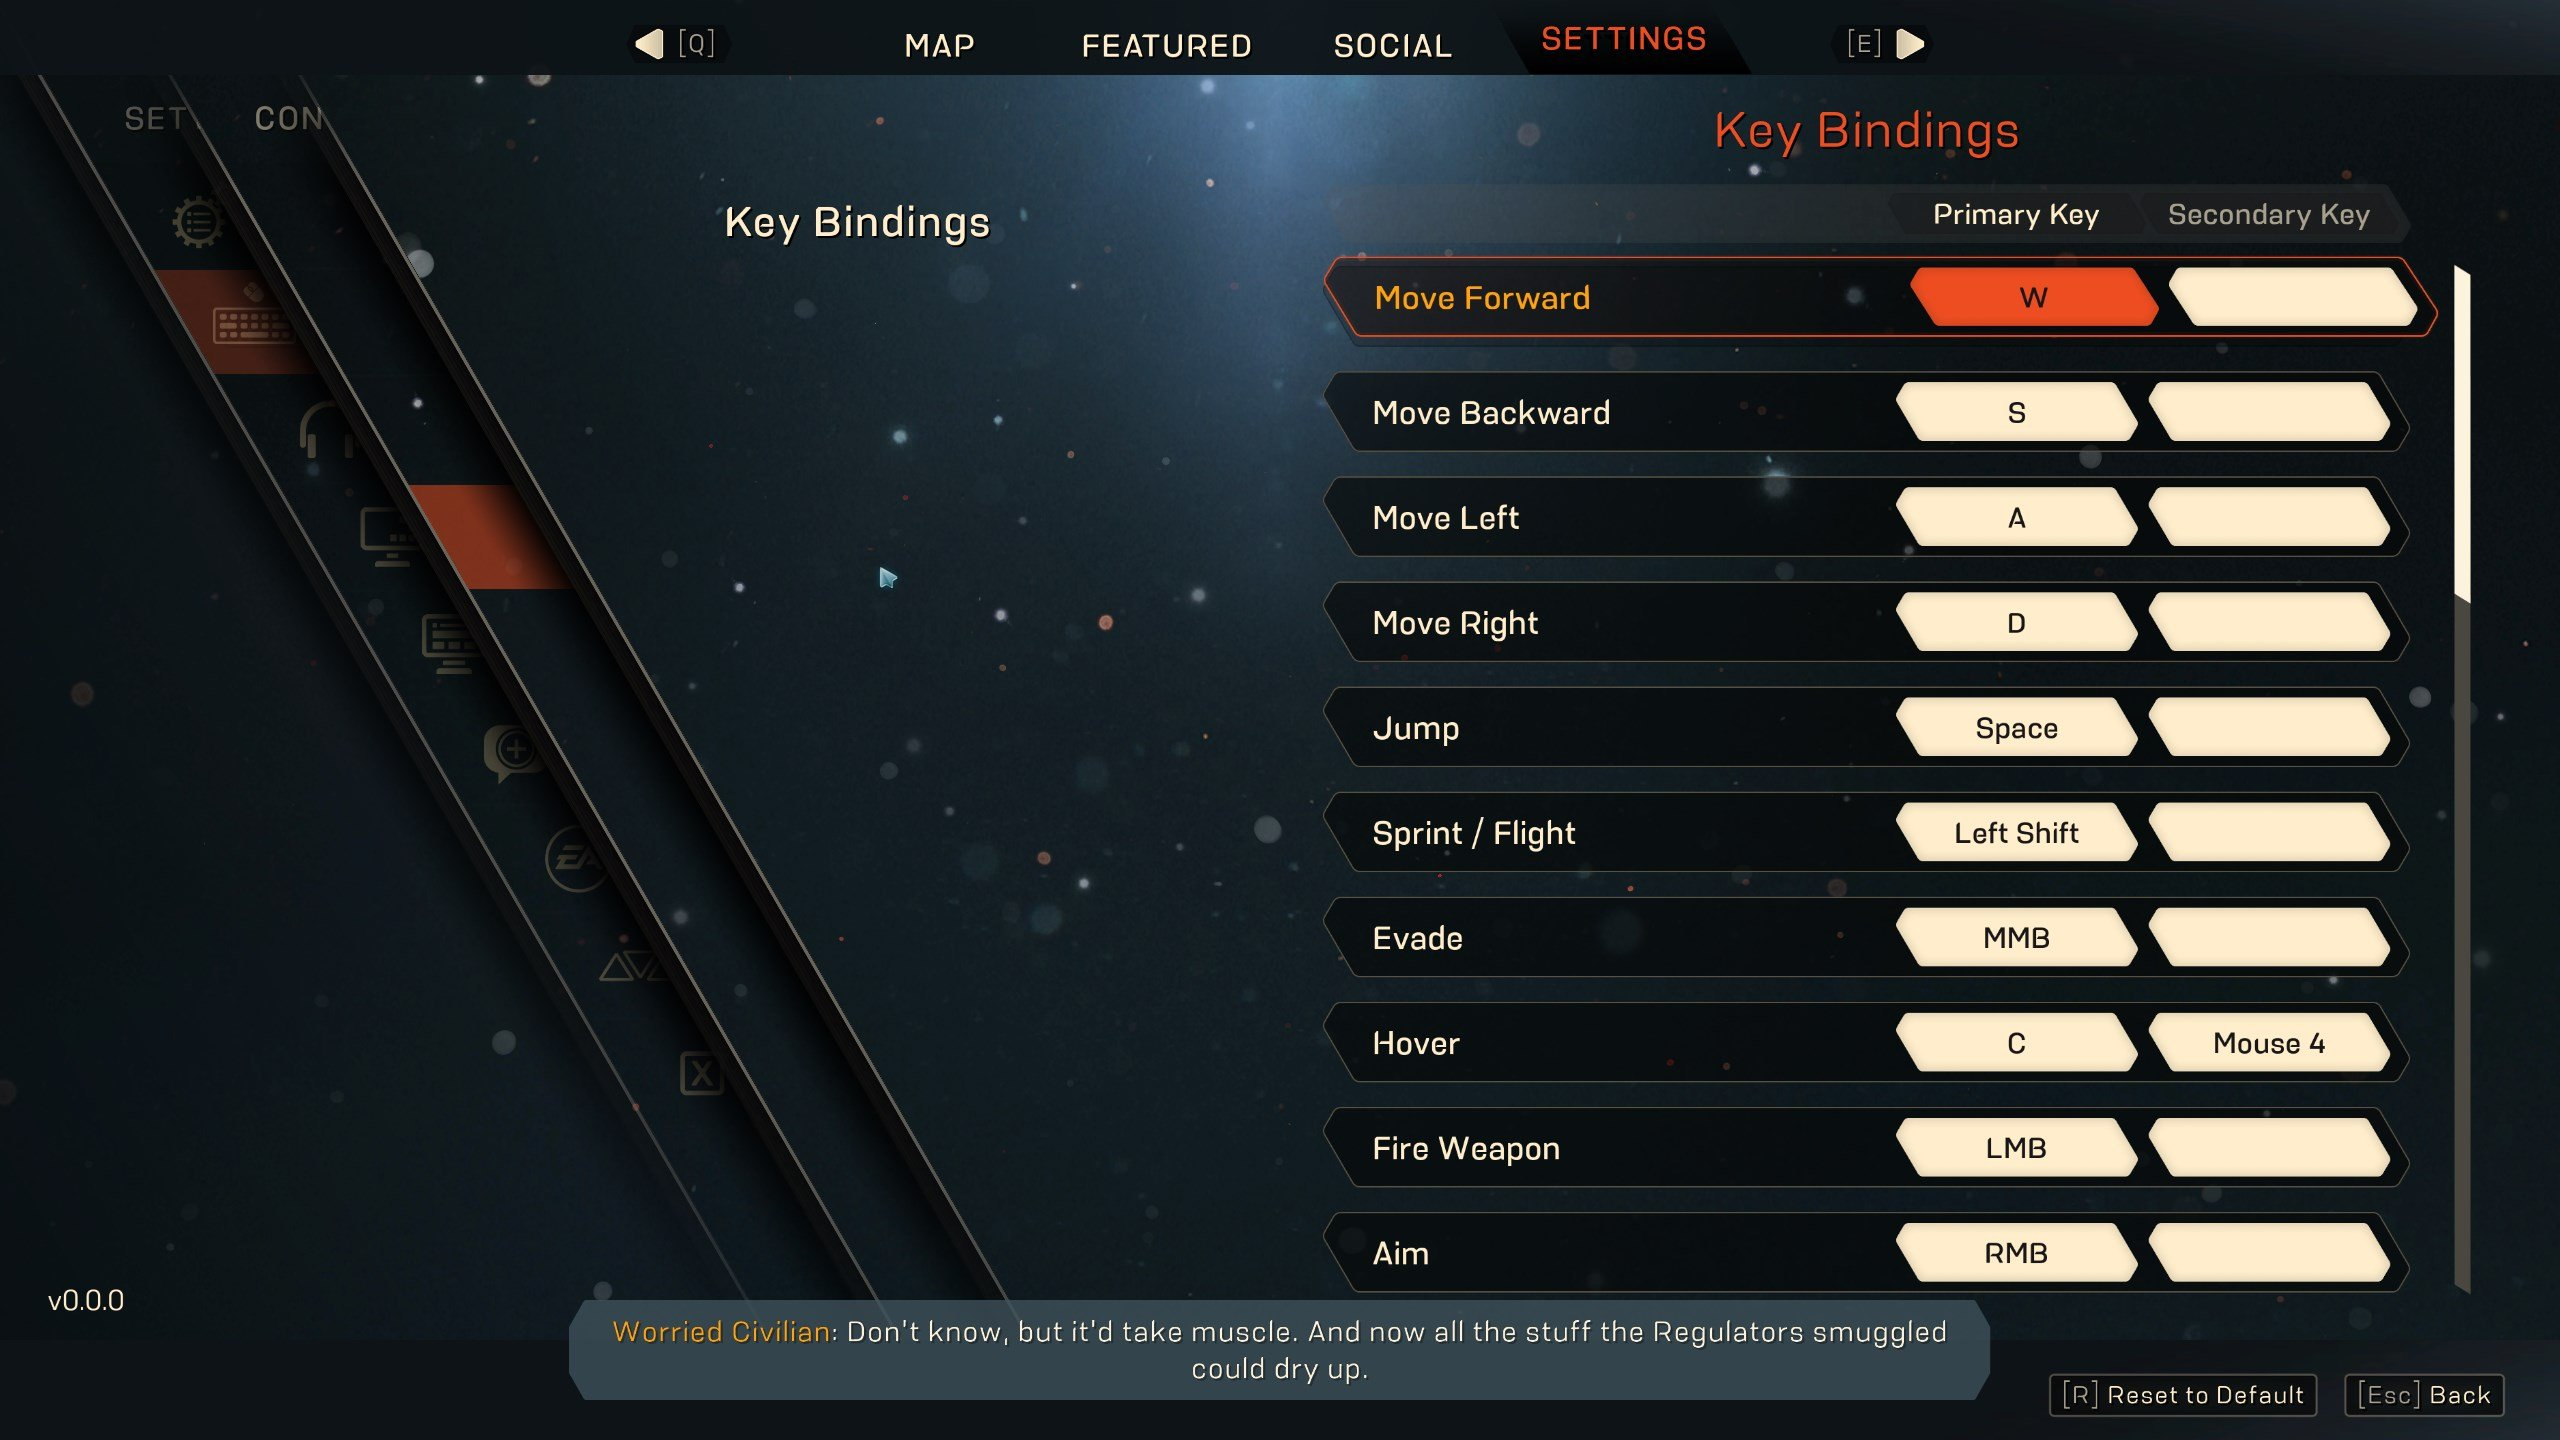 [Q]
MAP
FEATURED
SOCIAL
SETTINGS
[E]
SET
CON
Key Bindings
Key Bindings
Primary Key
Secondary Key
Move Forward
W
Move Backward
S
Move Left
A
Move Right
D
Jump
Space
Sprint / Flight
Left Shift
Evade
MMB
Hover
C
Mouse 4
Fire Weapon
LMB
Aim
RMB
EA
X
v0.0.0
Worried Civilian: Don't know, but it'd take muscle. And now all the stuff the Regulators smuggled
could dry up.
[R] Reset to Default
[Esc] Back